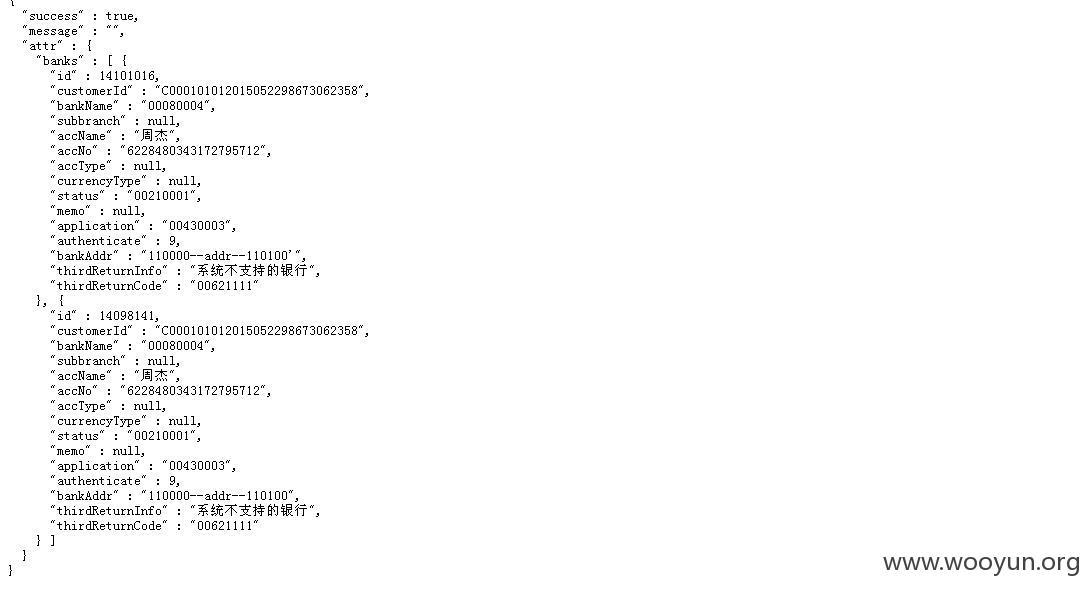 {
"success" : true,
"message" : "",
"attr" : {
"banks" : [ {
"id" : 14101016,
"customerId" : "C0001010120150522986730​62358",
"bankName" : "00080004",
"subbranch" : null,
"accName" : "周杰",
"accNo" : "6228480343172795712",
"accType" : null,
"currencyType" : null,
"status" : "00210001",
"memo" : null,
"application" : "00430003",
"authenticate" : 9,
"bankAddr" : "110000--addr--110100'",
"thirdReturnInfo" : "系统不支持的银行",
"thirdReturnCode" : "00621111"
}, {
"id" : 14098141,
"customerId" : "C000101012015052298673062358",
"bankName" : "00080004",
"subbranch" : null,
"accName" : "周杰",
"accNo" : "6228480343172795712",
"accType" : null,
"currencyType" : null,
"status" : "00210001",
"memo" : null,
"application" : "00430003",
"authenticate" : 9,
"bankAddr" : "110000--addr--110100",
"thirdReturnInfo" : "系统不支持的银行",
"thirdReturnCode" : "00621111"
} ]
}
}
www.wooyun.org